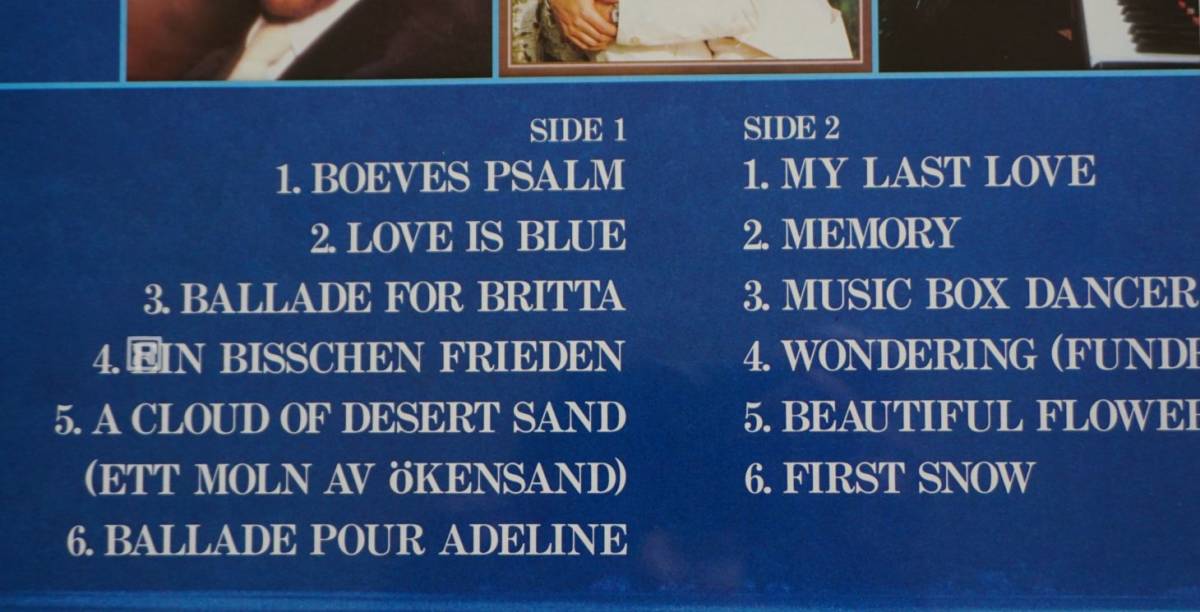 SIDE 1
1. BOEVES PSALM
2. LOVE IS BLUE
3. BALLADE FOR BRITTA
4. EIN BISSCHEN FRIEDEN
5. A CLOUD OF DESERT SAND
(ETT MOLN AV öKENSAND)
6. BALLADE POUR ADELINE
SIDE 2
1. MY LAST LOVE
2. MEMORY
3. MUSIC BOX DANCER
4. WONDERING
5. BEAUTIFUL
6. FIRST SNOW